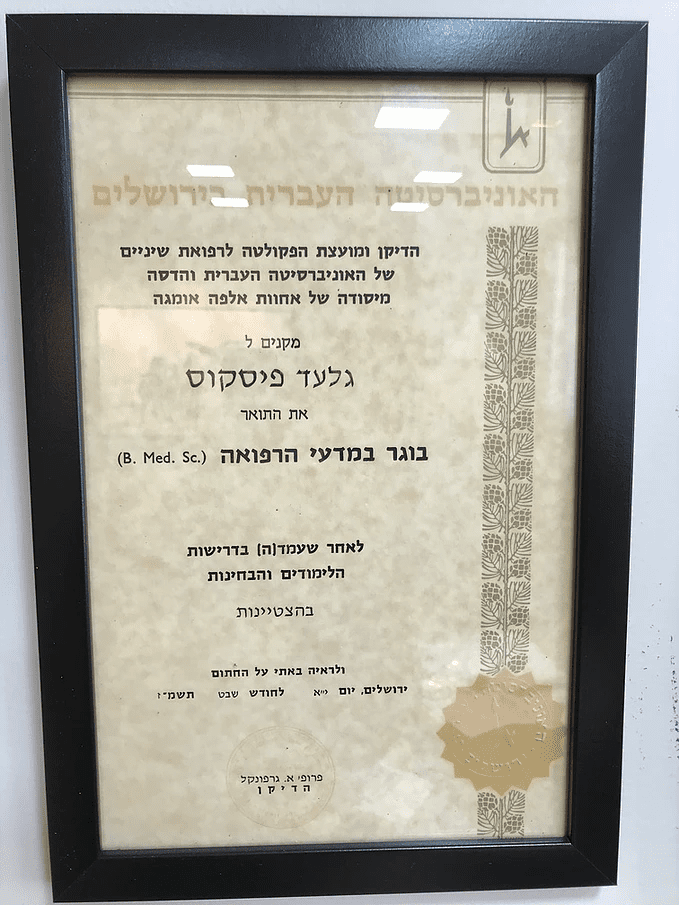 האוניברסיטה העברית בירושלים
הדיקן ומועצת הפקולטה לרפואת שיניים
של האוניברסיטה העברית והדסה
מיסודה של אחוות אלפה אומגה
מקנים ל
גלעד פיסקוס
את התואר
בוגר במדעי הרפואה (B. Med. Sc.)
לאחר שעמד(ה) בדרישות
הלימודים והבחינות
בהצטיינות
ולראיה באתי על החתום
ירושלים, יום י״א לחודש שבט
פרופ׳ א. גרפונקל
הדיקן